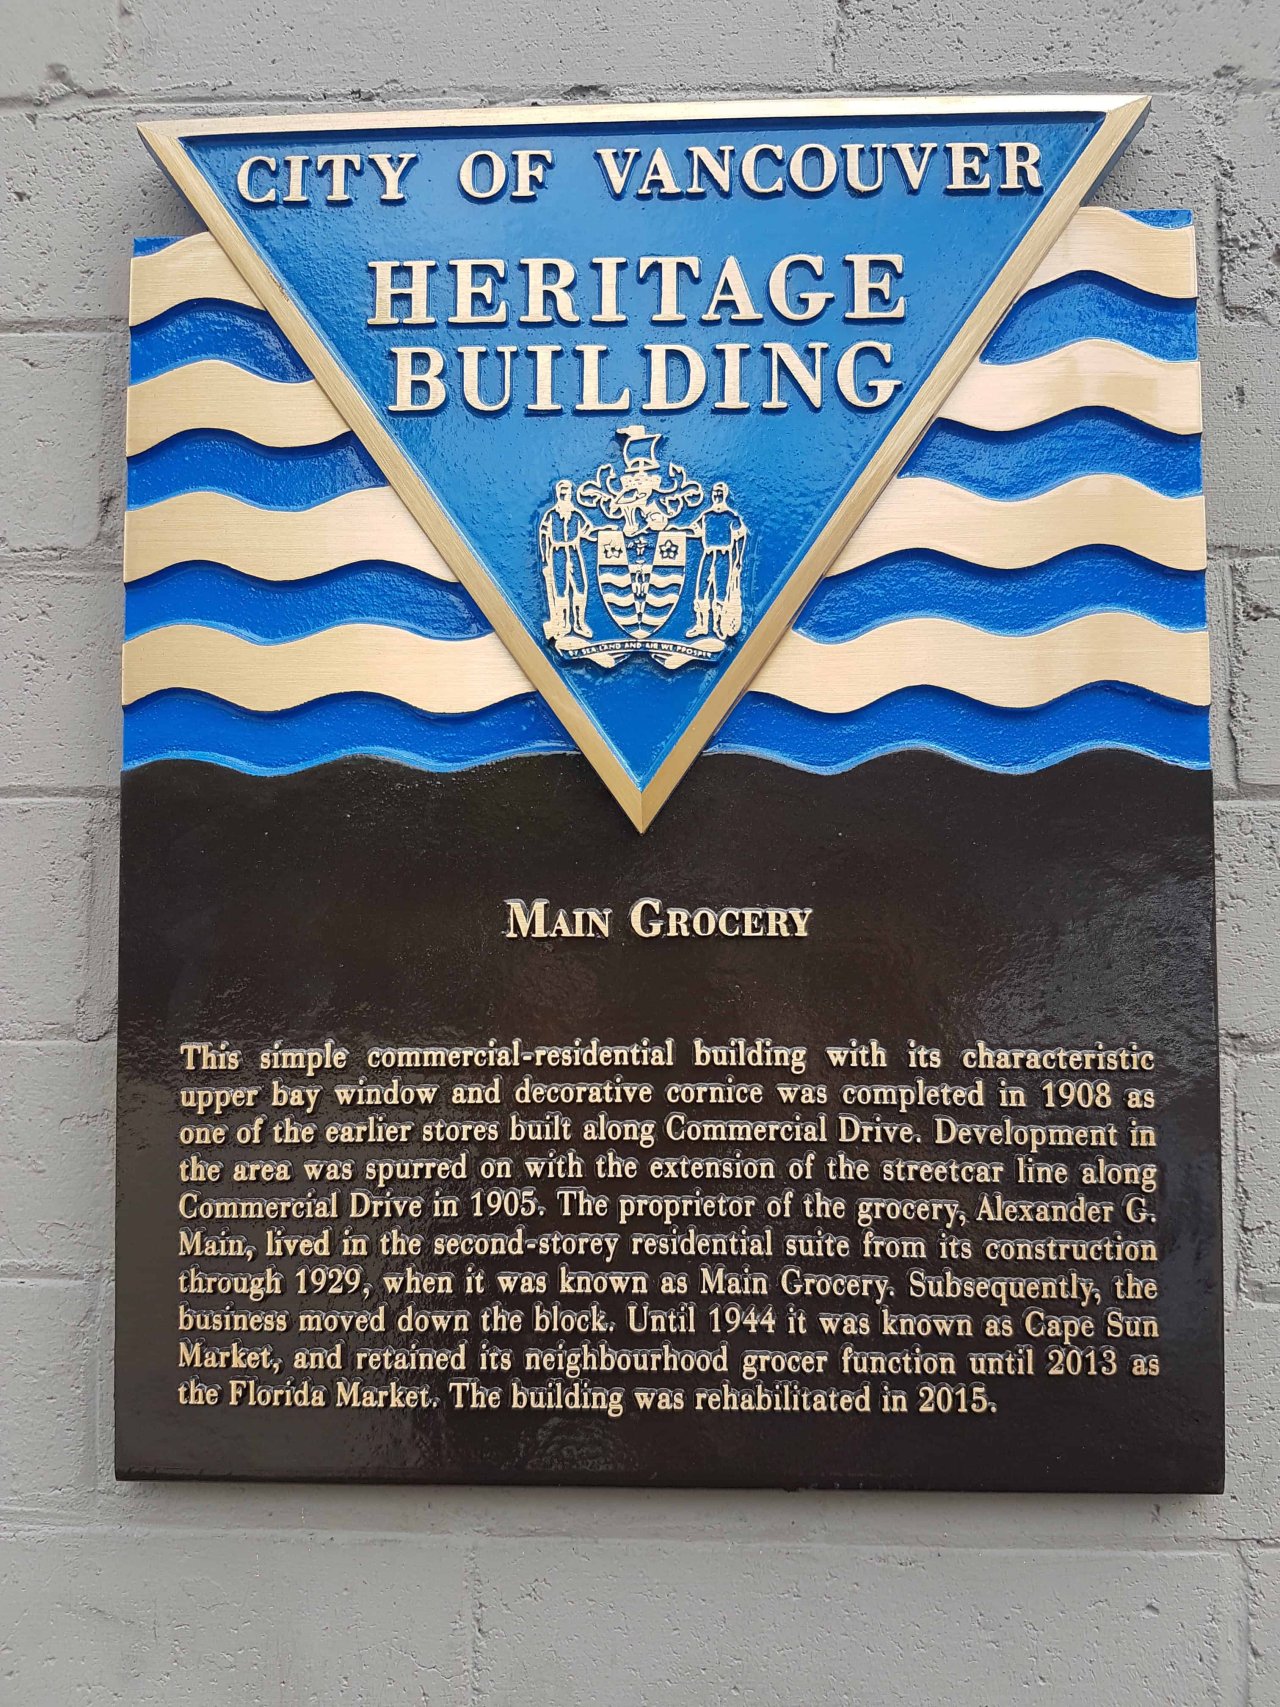 CITY OF VANCOUVER
HERITAGE
BUILDING
BY SEA LAND AND AIR WE PROSPER
MAIN GROCERY
This simple commercial-residential building with its characteristic
upper bay window and decorative cornice was completed in 1908 as
one of the earlier stores built along Commercial Drive. Development in
the area was spurred on with the extension of the streetcar line along
Commercial Drive in 1905. The proprietor of the grocery, Alexander G.
Main, lived in the second-storey residential suite from its construction
through 1929, when it was known as Main Grocery. Subsequently, the
business moved down the block. Until 1944 it was known as Cape Sun
Market, and retained its neighbourhood grocer function until 2013 as
the Florida Market. The building was rehabilitated in 2015.